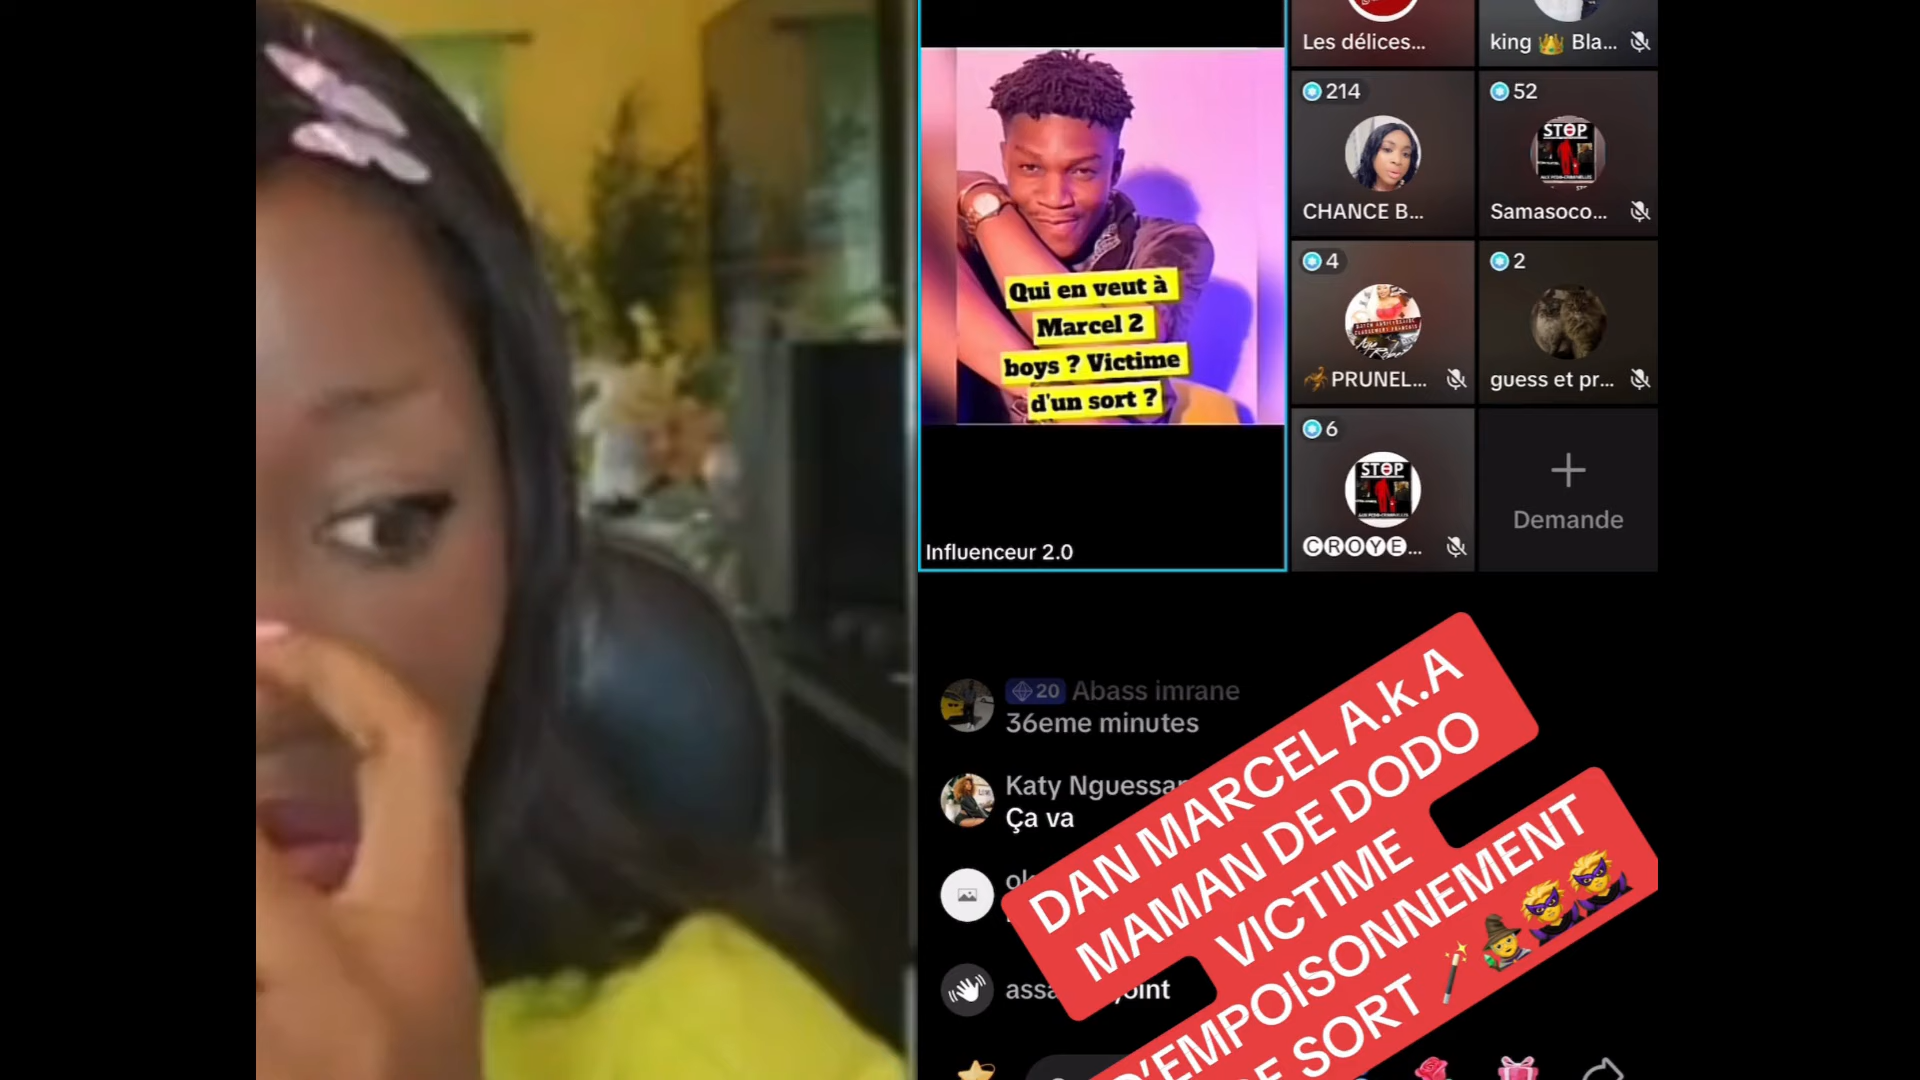 Les délices...
king 👑 Bla...
214
52
STOP
CHANCE B...
Samasoco...
4
2
Qui en veut à
Marcel 2
boys ? Victime
d'un sort ?
🦂PRUNEL...
guess et pr...
6
STOP
Demande
Influenceur 2.0
ⒸⓇⓄⓎⒺ...
20 Abass imrane
36eme minutes
Katy Nguessan
Ça va
DAN MARCEL A.k.A
MAMAN DE DODO
VICTIME
D'EMPOISONNEMENT
SORT 🪄🧙🦹🦹